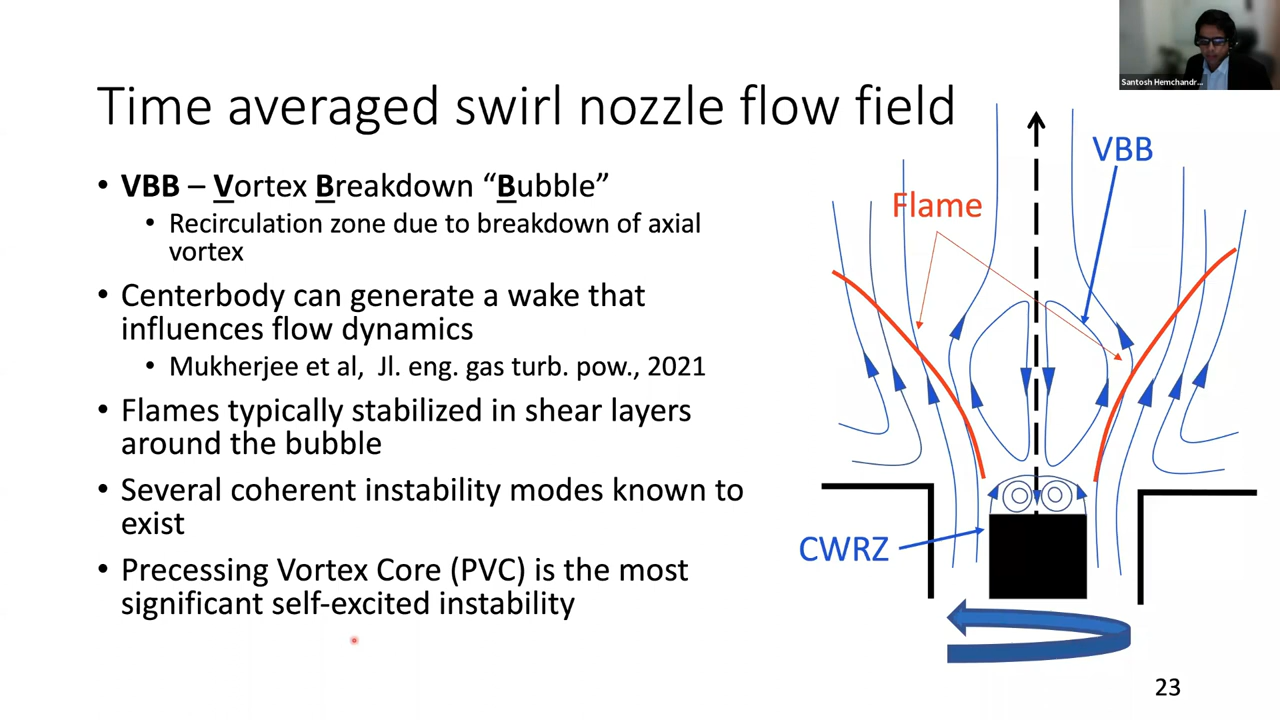 Santosh Hemchandr...
Time averaged swirl nozzle flow field
• VBB – Vortex Breakdown “Bubble”
• Recirculation zone due to breakdown of axial
vortex
• Centerbody can generate a wake that
influences flow dynamics
• Mukherjee et al, Jl. eng. gas turb. pow., 2021
• Flames typically stabilized in shear layers
around the bubble
• Several coherent instability modes known to
exist
• Precessing Vortex Core (PVC) is the most
significant self-excited instability
VBB
Flame
CWRZ
23